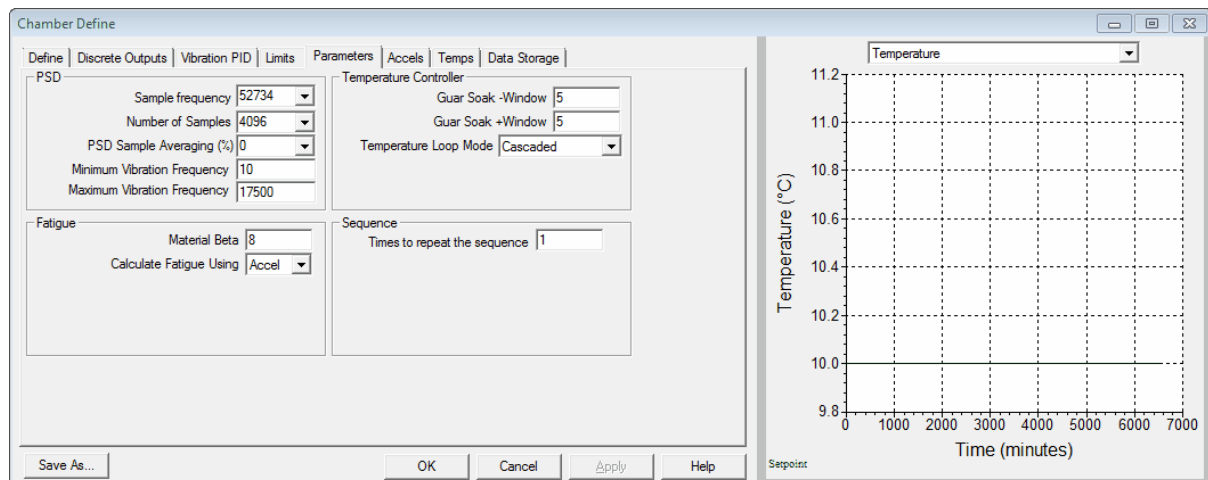 Chamber Define
Define Discrete Outputs Vibration PID Limits Parameters Accels Temps Data Storage
PSD
Sample frequency 52734
Number of Samples 4096
PSD Sample Averaging (%) 0
Minimum Vibration Frequency 10
Maximum Vibration Frequency 17500
Temperature Controller
Guar Soak -Window 5
Guar Soak +Window 5
Temperature Loop Mode Cascaded
Fatigue
Material Beta 8
Calculate Fatigue Using Accel
Sequence
Times to repeat the sequence 1
Save As...
OK Cancel Apply Help
Temperature
Temperature (°C)
11.2
11.0
10.8
10.6
10.4
10.2
10.0
9.8
0 1000 2000 3000 4000 5000 6000 7000
Time (minutes)
Setpoint